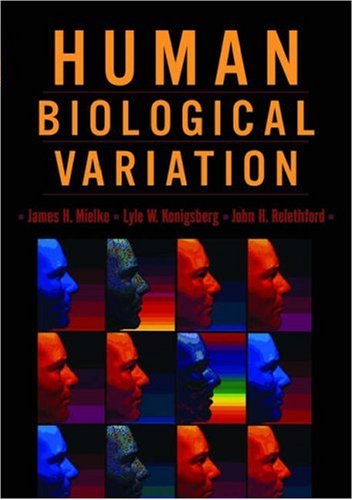 HUMAN
BIOLOGICAL
VARIATION
James H. Mielke • Lyle W. Konigsberg • John H. Relethford